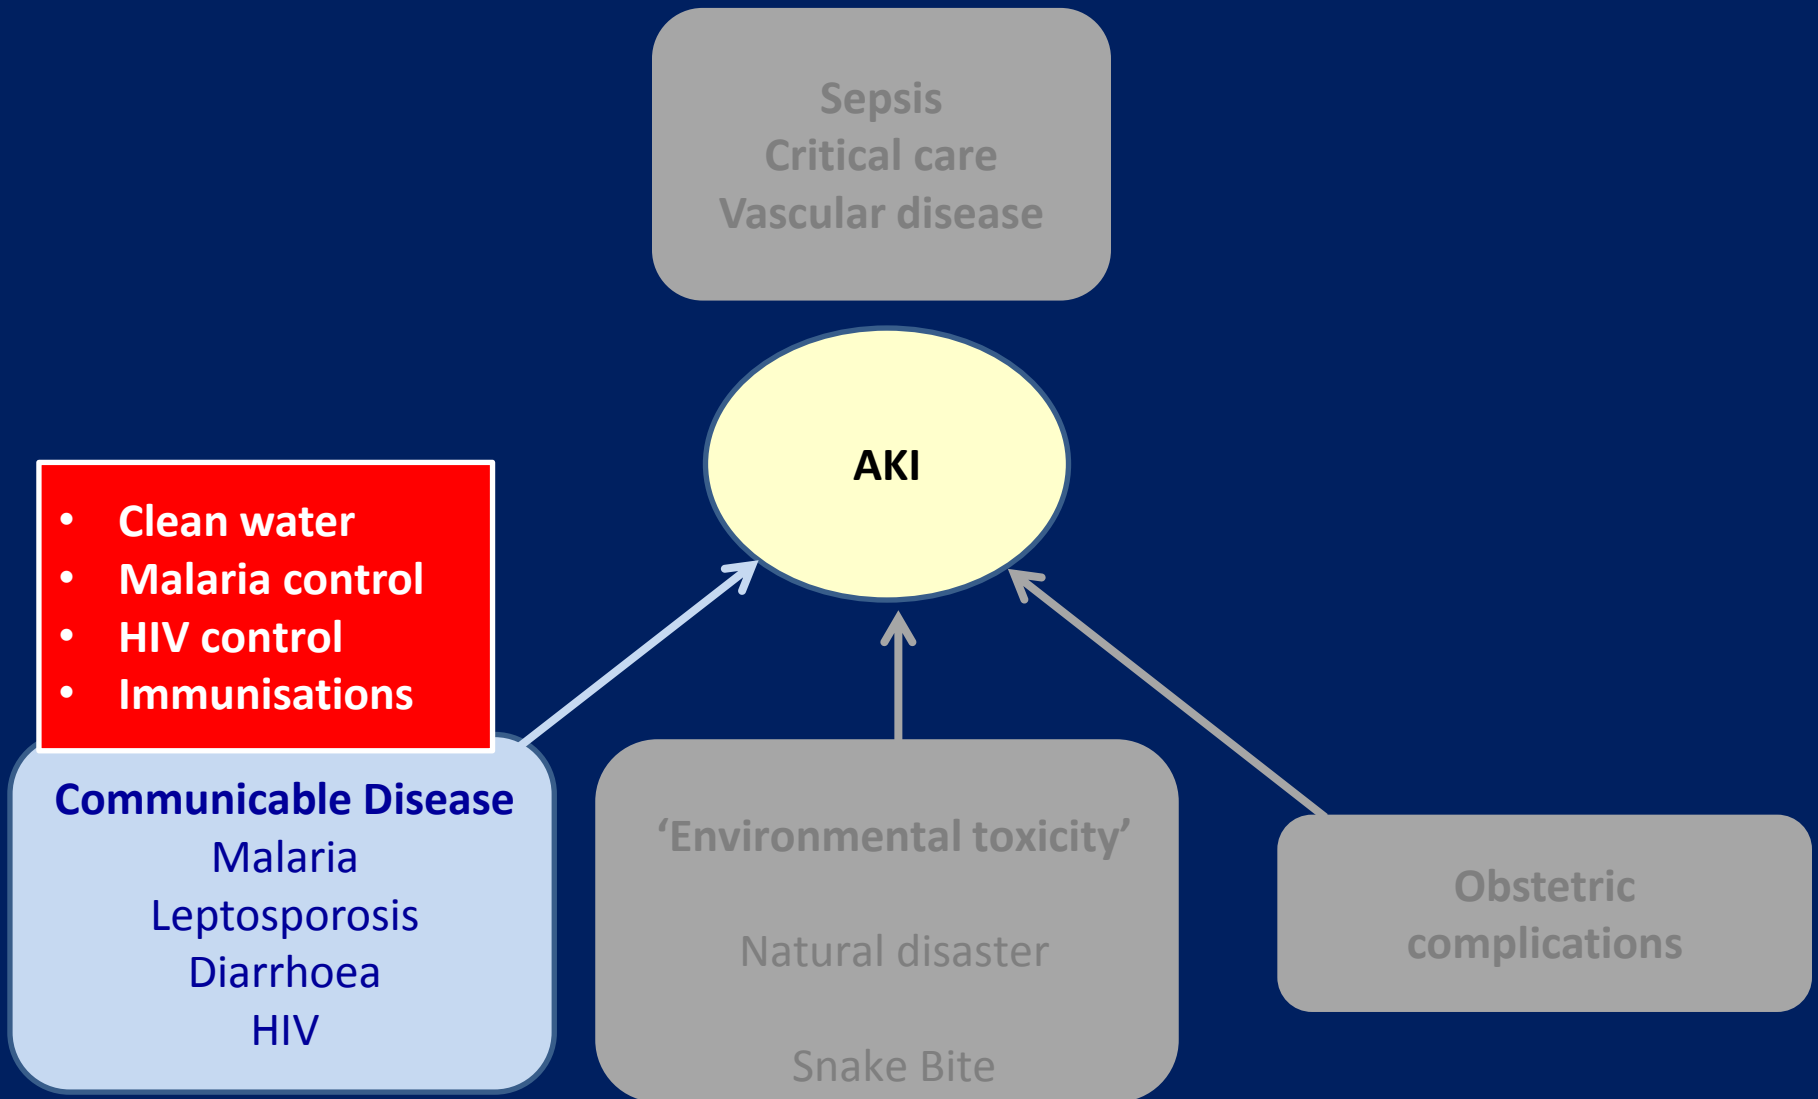 Sepsis
Critical care
Vascular disease
AKI
• Clean water
• Malaria control
• HIV control
• Immunisations
Communicable Disease
Malaria
Leptosporosis
Diarrhoea
HIV
‘Environmental toxicity’
Natural disaster
Snake Bite
Obstetric
complications